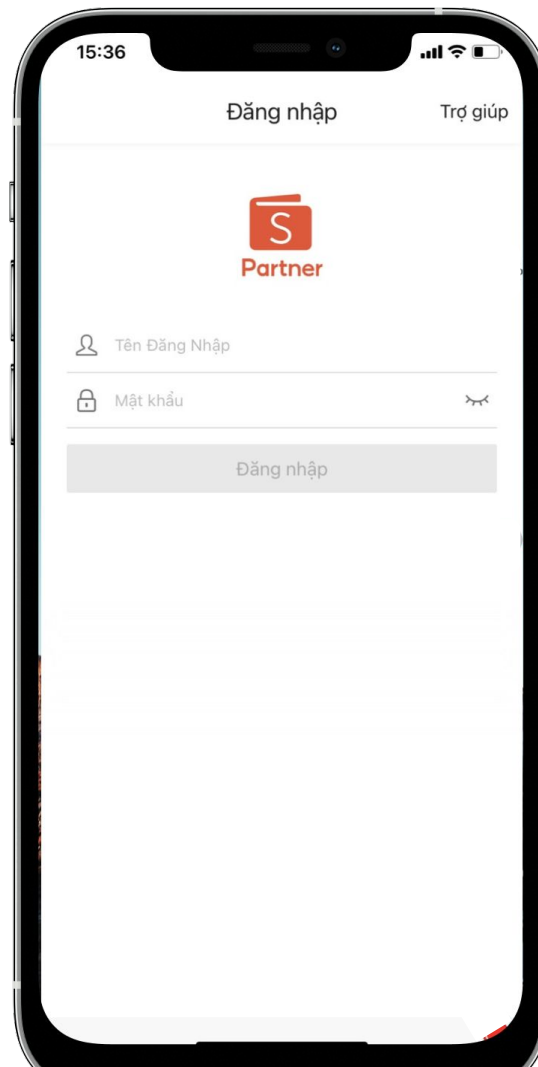 15:36
Đăng nhập
Trợ giúp
S
Partner
Tên Đăng Nhập
Mật khẩu
Đăng nhập